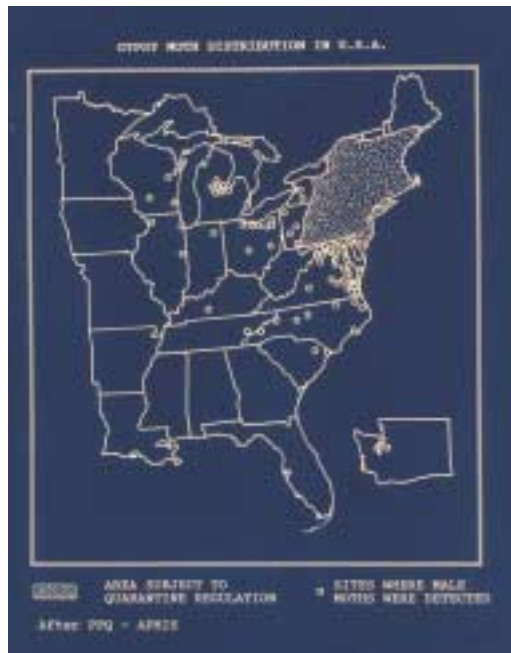 GYPSY MOTH DISTRIBUTION IN U.S.A.
AREA SUBJECT TO
QUARANTINE REGULATION
SITES WHERE MALE
MOTHS WERE DETECTED
After PPQ - APHIS